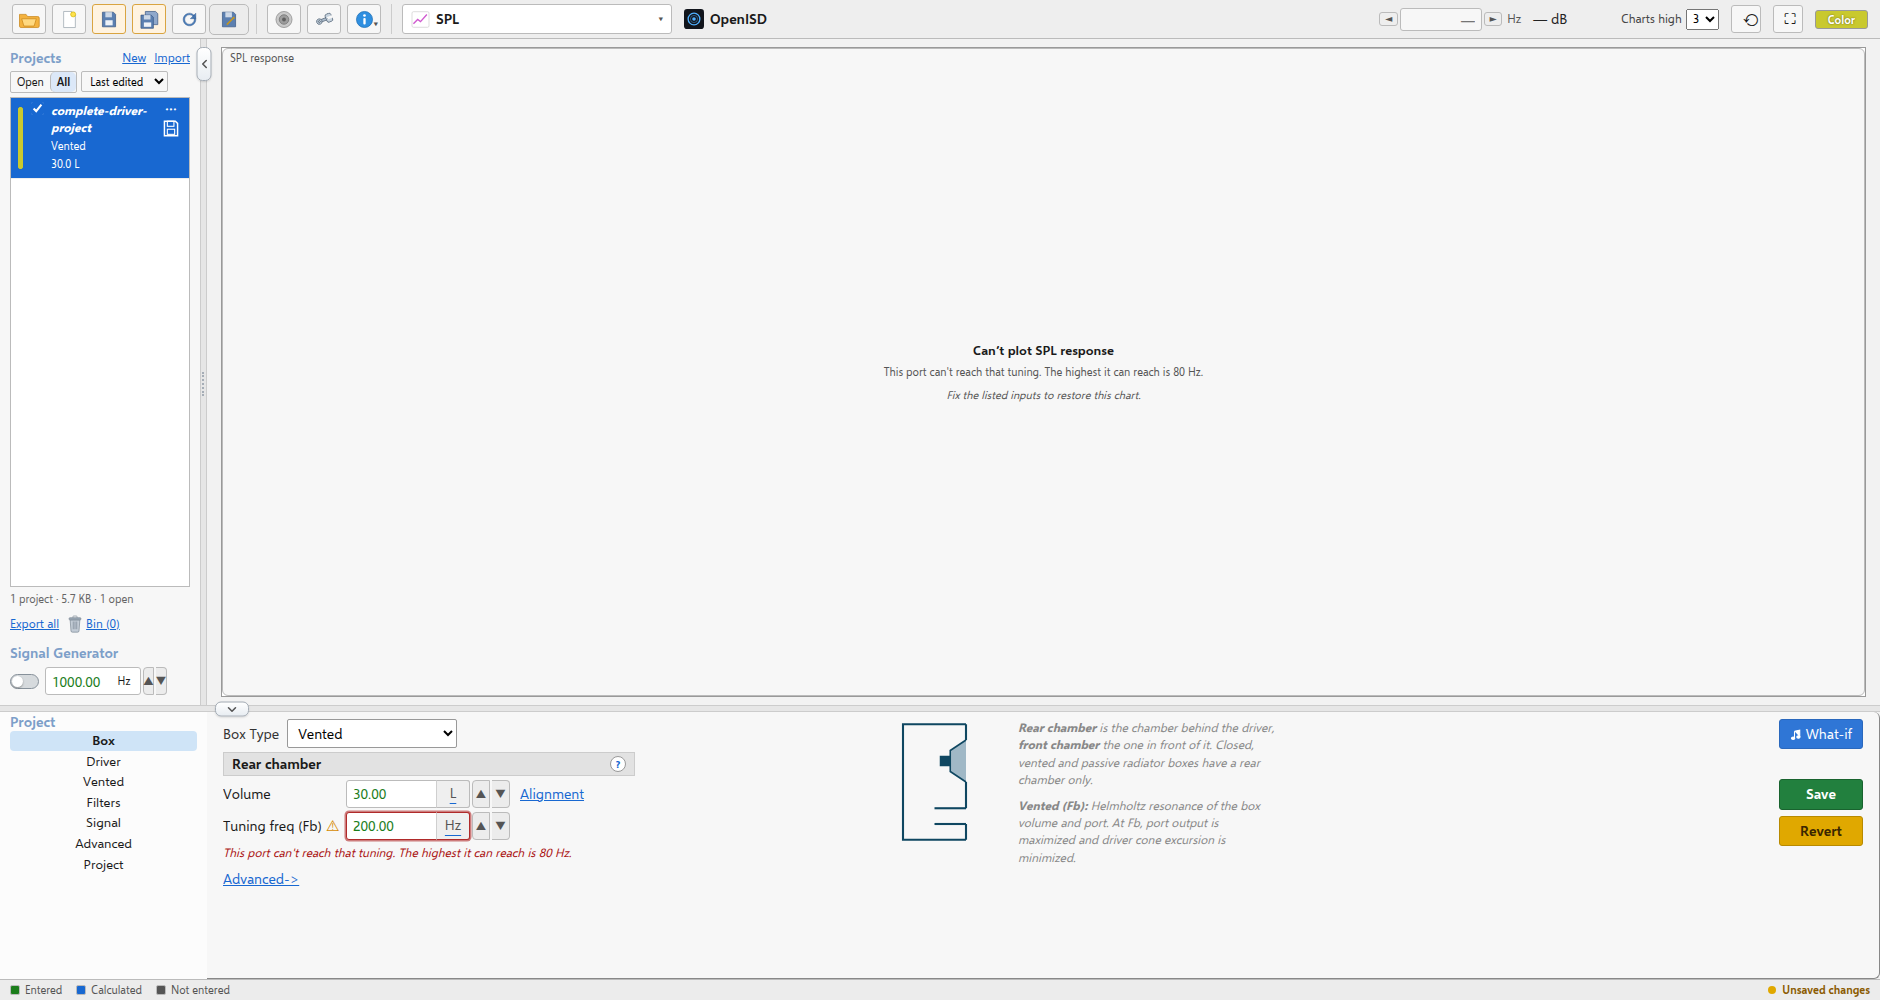 SPL
OpenISD
—
Hz
— dB
Charts high
3
Color
Projects
New
Import
Open
All
Last edited
complete-driver-
project
Vented
30.0 L
1 project · 5.7 KB · 1 open
Export all
Bin (0)
Signal Generator
1000.00
Hz
SPL response
Can't plot SPL response
This port can't reach that tuning. The highest it can reach is 80 Hz.
Fix the listed inputs to restore this chart.
Project
Box
Driver
Vented
Filters
Signal
Advanced
Project
Box Type
Vented
Rear chamber
?
Volume
30.00
L
Alignment
Tuning freq (Fb)
200.00
Hz
This port can't reach that tuning. The highest it can reach is 80 Hz.
Advanced->
Rear chamber is the chamber behind the driver,
front chamber the one in front of it. Closed,
vented and passive radiator boxes have a rear
chamber only.
Vented (Fb): Helmholtz resonance of the box
volume and port. At Fb, port output is
maximized and driver cone excursion is
minimized.
What-if
Save
Revert
Entered
Calculated
Not entered
Unsaved changes